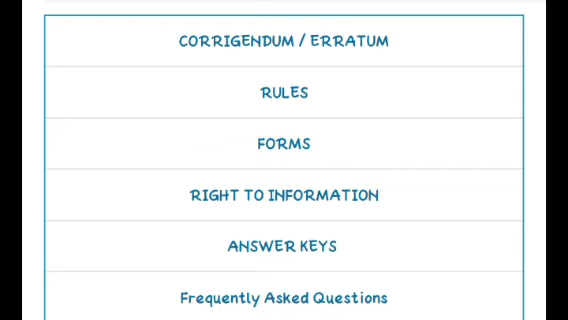 CORRIGENDUM / ERRATUM
RULES
FORMS
RIGHT TO INFORMATION
ANSWER KEYS
Frequently Asked Questions